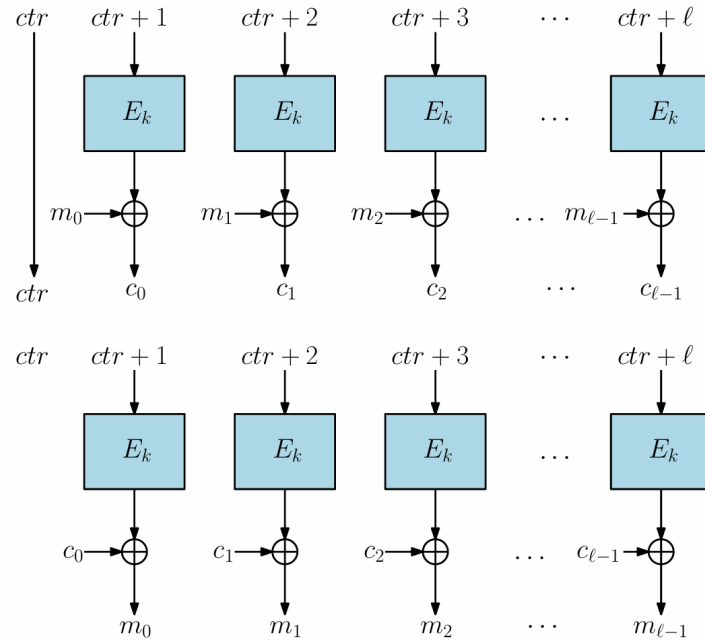 ctr ctr + 1 ctr + 2 ctr + 3 ⋯ ctr + ℓ
E_k E_k E_k ⋯ E_k
m_0 m_1 m_2 ⋯ m_{ℓ−1}
ctr c_0 c_1 c_2 ⋯ c_{ℓ−1}
ctr ctr + 1 ctr + 2 ctr + 3 ⋯ ctr + ℓ
E_k E_k E_k ⋯ E_k
c_0 c_1 c_2 ⋯ c_{ℓ−1}
m_0 m_1 m_2 ⋯ m_{ℓ−1}